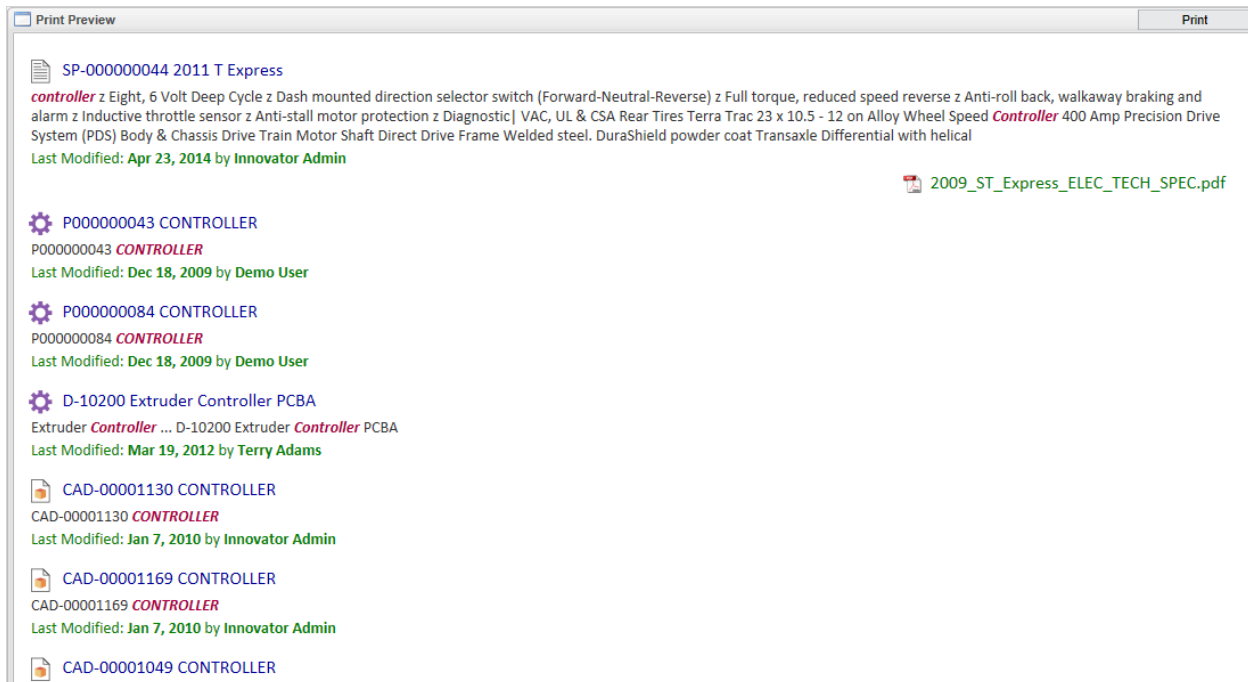 Print Preview
Print
SP-000000044 2011 T Express
controller z Eight, 6 Volt Deep Cycle z Dash mounted direction selector switch (Forward-Neutral-Reverse) z Full torque, reduced speed reverse z Anti-roll back, walkaway braking and
alarm z Inductive throttle sensor z Anti-stall motor protection z Diagnostic| VAC, UL & CSA Rear Tires Terra Trac 23 x 10.5 - 12 on Alloy Wheel Speed Controller 400 Amp Precision Drive
System (PDS) Body & Chassis Drive Train Motor Shaft Direct Drive Frame Welded steel. DuraShield powder coat Transaxle Differential with helical
Last Modified: Apr 23, 2014 by Innovator Admin
2009_ST_Express_ELEC_TECH_SPEC.pdf
P000000043 CONTROLLER
P000000043 CONTROLLER
Last Modified: Dec 18, 2009 by Demo User
P000000084 CONTROLLER
P000000084 CONTROLLER
Last Modified: Dec 18, 2009 by Demo User
D-10200 Extruder Controller PCBA
Extruder Controller ... D-10200 Extruder Controller PCBA
Last Modified: Mar 19, 2012 by Terry Adams
CAD-00001130 CONTROLLER
CAD-00001130 CONTROLLER
Last Modified: Jan 7, 2010 by Innovator Admin
CAD-00001169 CONTROLLER
CAD-00001169 CONTROLLER
Last Modified: Jan 7, 2010 by Innovator Admin
CAD-00001049 CONTROLLER